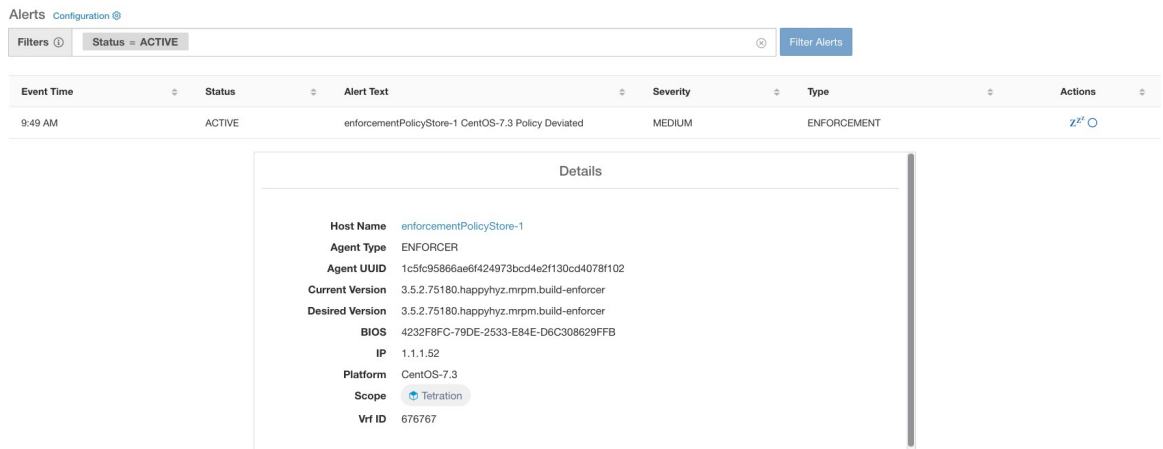 Alerts Configuration
Filters Status = ACTIVE Filter Alerts
Event Time Status Alert Text Severity Type Actions
9:49 AM ACTIVE enforcementPolicyStore-1 CentOS-7.3 Policy Deviated MEDIUM ENFORCEMENT zzz
Details
Host Name enforcementPolicyStore-1
Agent Type ENFORCER
Agent UUID 1c5fc95866ae6f424973bcd4e2f130cd4078f102
Current Version 3.5.2.75180.happyhyz.mrpm.build-enforcer
Desired Version 3.5.2.75180.happyhyz.mrpm.build-enforcer
BIOS 4232F8FC-79DE-2533-E84E-D6C308629FFB
IP 1.1.1.52
Platform CentOS-7.3
Scope Tetration
Vrf ID 676767